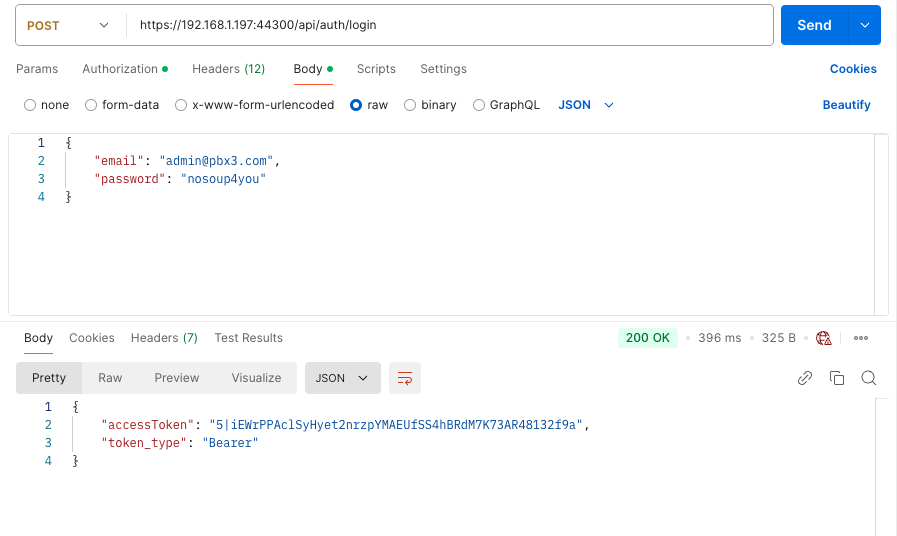 POST https://192.168.1.197:44300/api/auth/login Send
Params Authorization Headers (12) Body Scripts Settings Cookies
none form-data x-www-form-urlencoded raw binary GraphQL JSON Beautify
1 {
2 "email": "admin@pbx3.com",
3 "password": "nosoup4you"
4 }
Body Cookies Headers (7) Test Results 200 OK 396 ms 325 B
Pretty Raw Preview Visualize JSON
1 {
2 "accessToken": "5|iEWrPPAclSyHyet2nrzpYMAEUfSS4hBRdM7K73AR48132f9a",
3 "token_type": "Bearer"
4 }